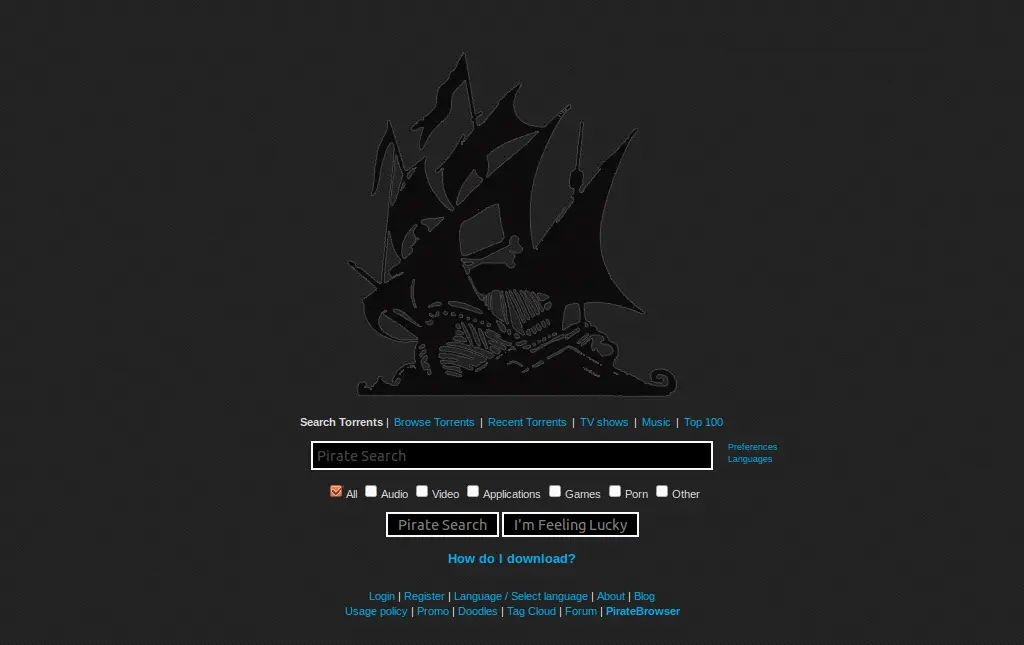 Search Torrents | Browse Torrents | Recent Torrents | TV shows | Music | Top 100
Pirate Search
Preferences
Languages
All Audio Video Applications Games Porn Other
Pirate Search I'm Feeling Lucky
How do I download?
Login | Register | Language / Select language | About | Blog
Usage policy | Promo | Doodles | Tag Cloud | Forum | PirateBrowser